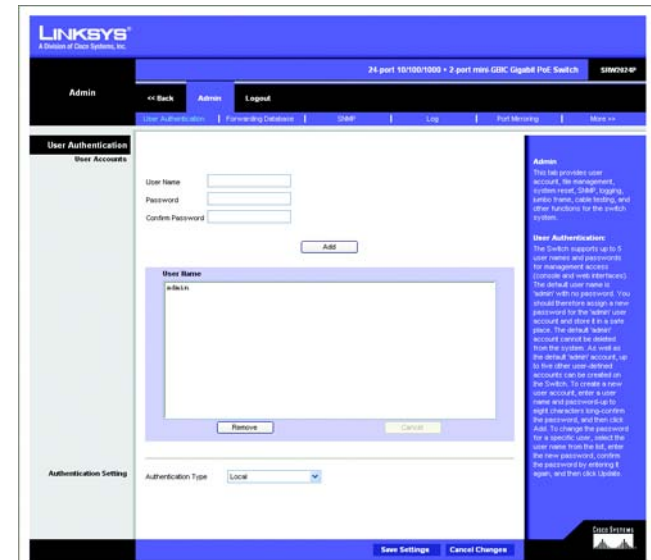 LINKSYS®
A Division of Cisco Systems, Inc.
24-port 10/100/1000 + 2-port mini-GBIC Gigabit PoE Switch
SRW2024P
Admin
<< Back
Admin
Logout
User Authentication
Forwarding Database
SNMP
Log
Port Mirroring
More >>
User Authentication
User Accounts
User Name
Password
Confirm Password
Add
User Name
admin
Remove
Cancel
Authentication Setting
Authentication Type
Local
Admin
This tab provides user
account, file management,
system reset, SNMP, logging,
jumbo frame, cable testing, and
other functions for the switch
system.
User Authentication:
The Switch supports up to 5
user names and passwords
for management access
(console and web interfaces).
The default user name is
'admin' with no password. You
should therefore assign a new
password for the 'admin' user
account and store it in a safe
place. The default 'admin'
account cannot be deleted
from the system. As well as
the default 'admin' account, up
to five other user-defined
accounts can be created on
the Switch. To create a new
user account, enter a user
name and password-up to
eight characters long-confirm
the password, and then click
Add. To change the password
for a specific user, select the
user name from the list, enter
the new password, confirm
the password by entering it
again, and then click Update.
Save Settings
Cancel Changes
CISCO SYSTEMS